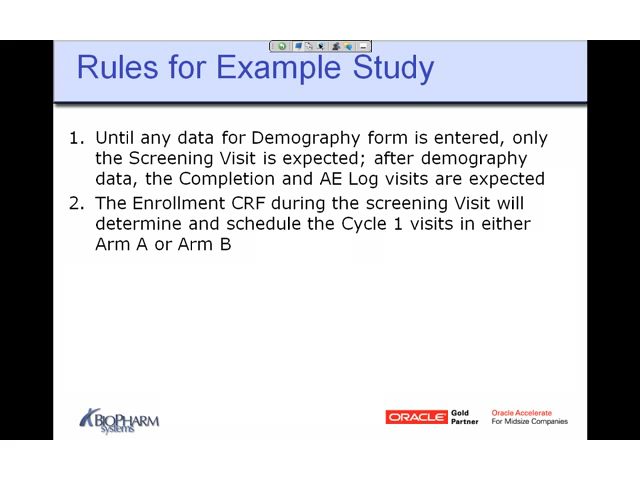 Rules for Example Study
1. Until any data for Demography form is entered, only
the Screening Visit is expected; after demography
data, the Completion and AE Log visits are expected
2. The Enrollment CRF during the screening Visit will
determine and schedule the Cycle 1 visits in either
Arm A or Arm B
BIOPHARM
systems
ORACLE
Gold
Partner
Oracle Accelerate
For Midsize Companies